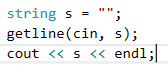 string s = "";
getline(cin, s);
cout << s << endl;